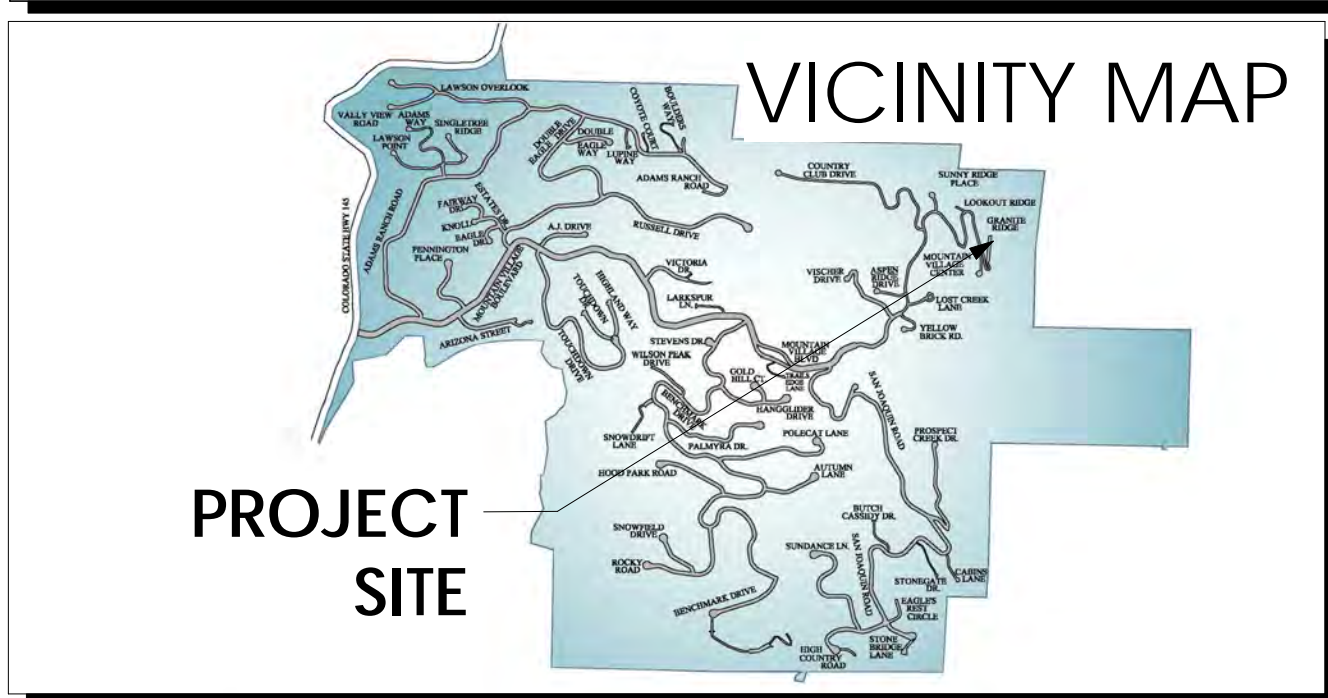 VICINITY MAP
LAWSON OVERLOOK
VALLY VIEW
ROAD
ADAMS
WAY
SINGLETREE
RIDGE
LAWSON
POINT
DOUBLE
EAGLE DRIVE
DOUBLE
EAGLE
WAY
LUPINE
WAY
COYOTE COURT
BOULDERS
WAY
ADAMS RANCH
ROAD
COUNTRY
CLUB DRIVE
SUNNY RIDGE
PLACE
LOOKOUT RIDGE
GRANITE
RIDGE
MOUNTAIN
VILLAGE
CENTER
COLORADO STATE HWY 145
ADAMS RANCH ROAD
ESTATES DR.
FAIRWAY
DR.
KNOLL
EAGLE
DR.
PENNINGTON
PLACE
MOUNTAIN VILLAGE
BOULEVARD
A.J. DRIVE
RUSSELL DRIVE
VICTORIA
DR.
LARKSPUR
LN.
VISCHER
DRIVE
ASPEN
RIDGE
DRIVE
LOST CREEK
LANE
YELLOW
BRICK RD.
ARIZONA STREET
TOUCHDOWN
DR.
HIGHLAND WAY
TOUCHDOWN
DRIVE
STEVENS DR.
WILSON PEAK
DRIVE
GOLD
HILL CT.
MOUNTAIN
VILLAGE
BLVD
TRAILS
EDGE
LANE
BENCHMARK
DRIVE
HANGGLIDER
DRIVE
SNOWDRIFT
LANE
PALMYRA DR.
POLECAT LANE
SAN JOAQUIN ROAD
PROSPECT
CREEK DR.
HOOD PARK ROAD
AUTUMN
LANE
PROJECT
SITE
SNOWFIELD
DRIVE
ROCKY
ROAD
BENCHMARK DRIVE
BUTCH
CASSIDY DR.
SUNDANCE LN.
SAN JOAQUIN
ROAD
STONEGATE
DR.
CABINS
LANE
EAGLE'S
REST
CIRCLE
STONE
BRIDGE
LANE
HIGH
COUNTRY
ROAD